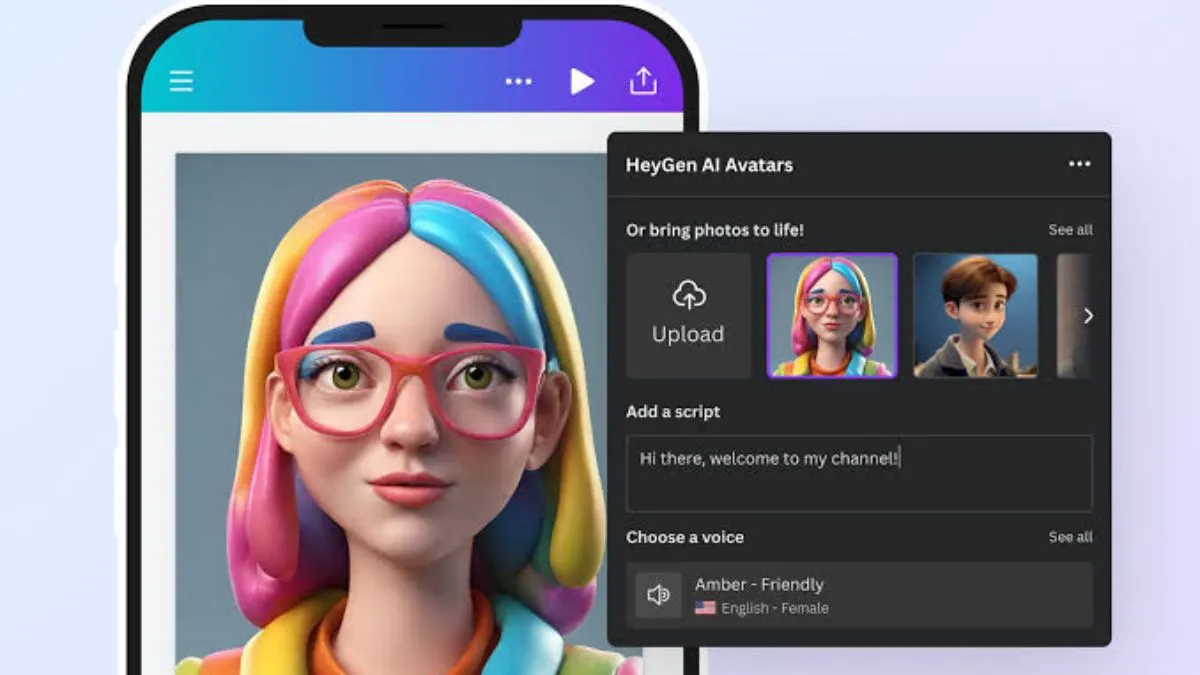 HeyGen AI Avatars
Or bring photos to life!
See all
Upload
Add a script
Hi there, welcome to my channel!
Choose a voice
See all
Amber - Friendly
English - Female